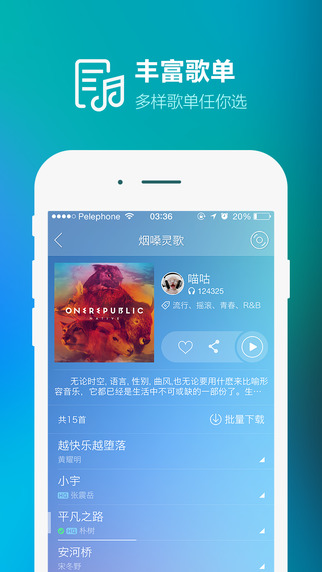 丰富歌单
多样歌单任你选
Pelephone 03:36 20%
烟嗓灵歌
喵咕
124325
流行、摇滚、青春、R&B
ONEREPUBLIC
NATIVE
无论时空, 语言, 性别, 曲风,也无论要用什麽来比喻形
容音乐，它都已经是生活中不可或缺的一部份了。生…
共15首 批量下载
越快乐越堕落
黄耀明
小宇
HQ 张震岳
平凡之路
HQ 朴树
安河桥
宋冬野